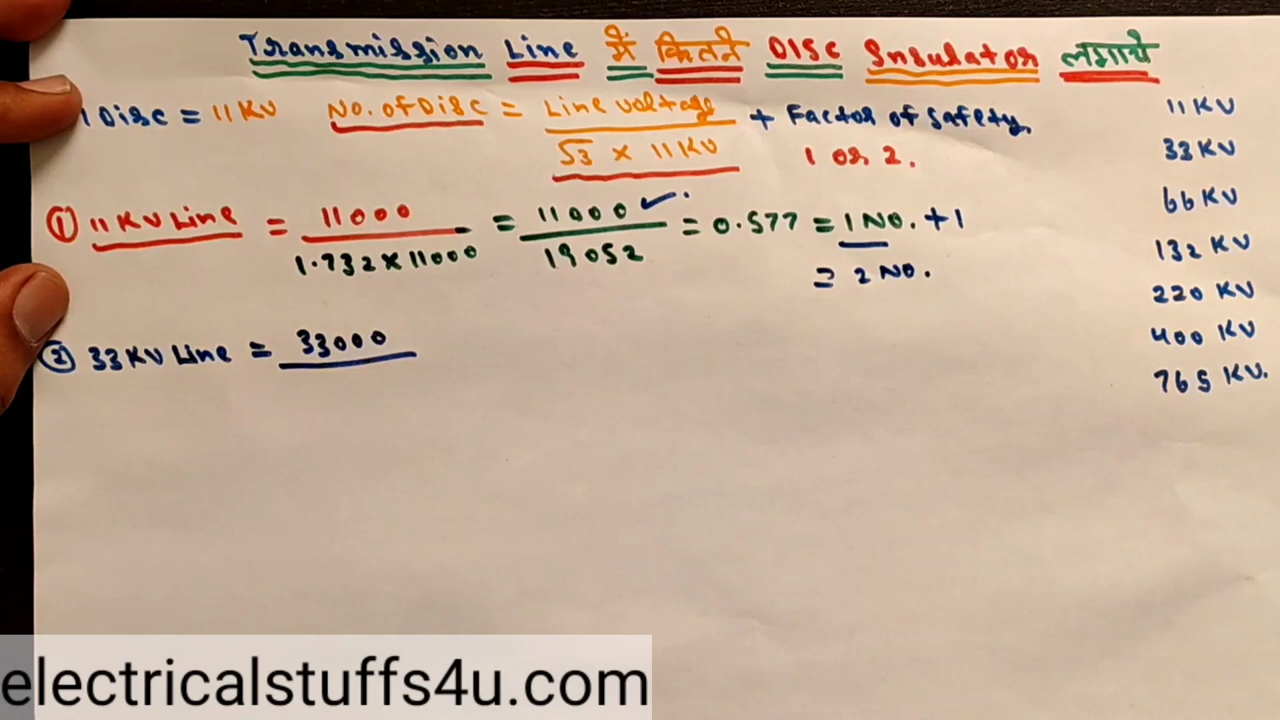 Transmission Line में कितने DISC Insulator लगाये
1 Disc = 11 KV No. of Disc = Line voltage / √3 x 11 KV + Factor of Safety.
1 or 2.
① 11 KV Line = 11000 / 1.732 x 11000 = 11000 / 19052 ✓ = 0.577 = 1 NO. + 1
= 2 NO.
② 33 KV Line = 33000
11 KV
33 KV
66 KV
132 KV
220 KV
400 KV
765 KV.
electricalstuffs4u.com